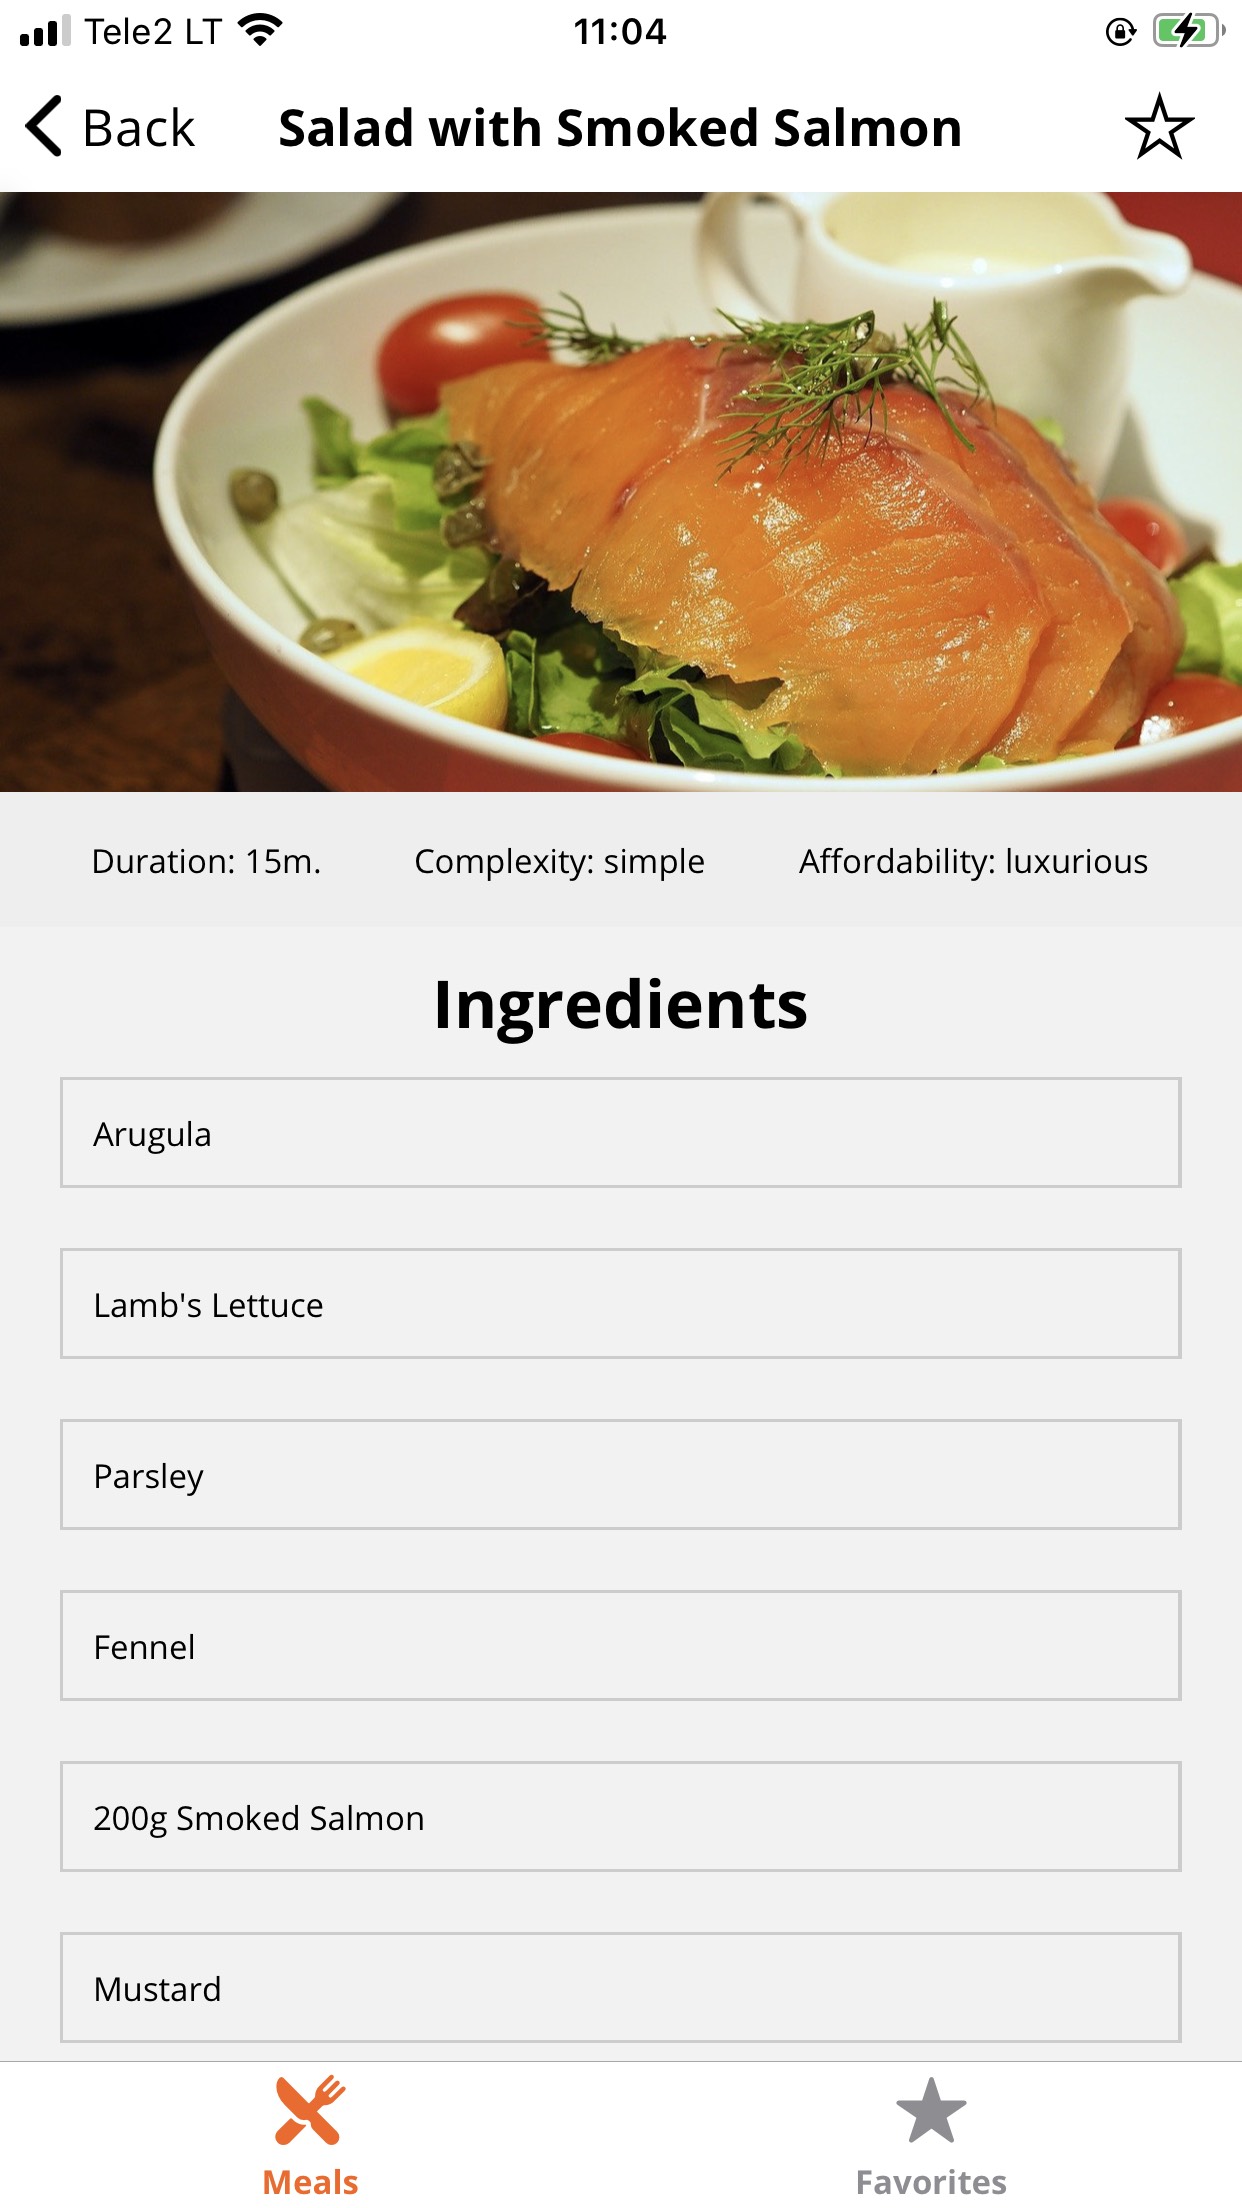 Tele2 LT
11:04
Back
Salad with Smoked Salmon
Duration: 15m.
Complexity: simple
Affordability: luxurious
Ingredients
Arugula
Lamb's Lettuce
Parsley
Fennel
200g Smoked Salmon
Mustard
Meals
Favorites